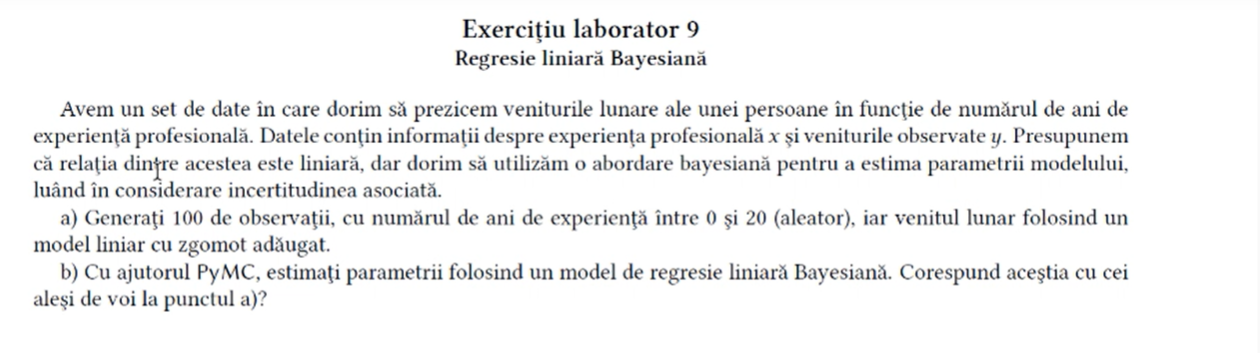 Exercițiu laborator 9
Regresie liniară Bayesiană
Avem un set de date în care dorim să prezicem veniturile lunare ale unei persoane în funcție de numărul de ani de
experiență profesională. Datele conțin informații despre experiența profesională x și veniturile observate y. Presupunem
că relația dintre acestea este liniară, dar dorim să utilizăm o abordare bayesiană pentru a estima parametrii modelului,
luând în considerare incertitudinea asociată.
a) Generați 100 de observații, cu numărul de ani de experiență între 0 și 20 (aleator), iar venitul lunar folosind un
model liniar cu zgomot adăugat.
b) Cu ajutorul PyMC, estimați parametrii folosind un model de regresie liniară Bayesiană. Corespund aceștia cu cei
aleși de voi la punctul a)?